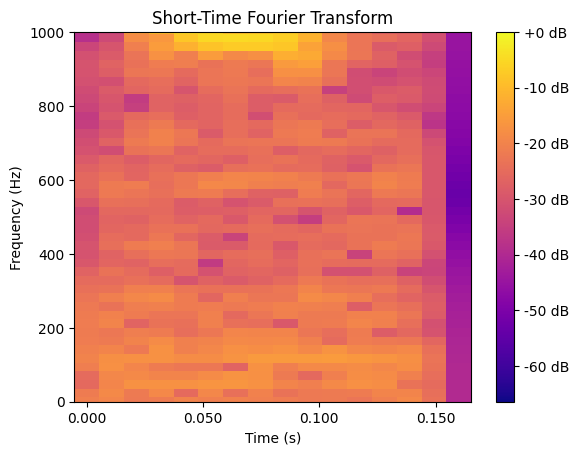 Short-Time Fourier Transform
1000
800
600
400
200
0
Frequency (Hz)
0.000
0.050
0.100
0.150
Time (s)
+0 dB
-10 dB
-20 dB
-30 dB
-40 dB
-50 dB
-60 dB